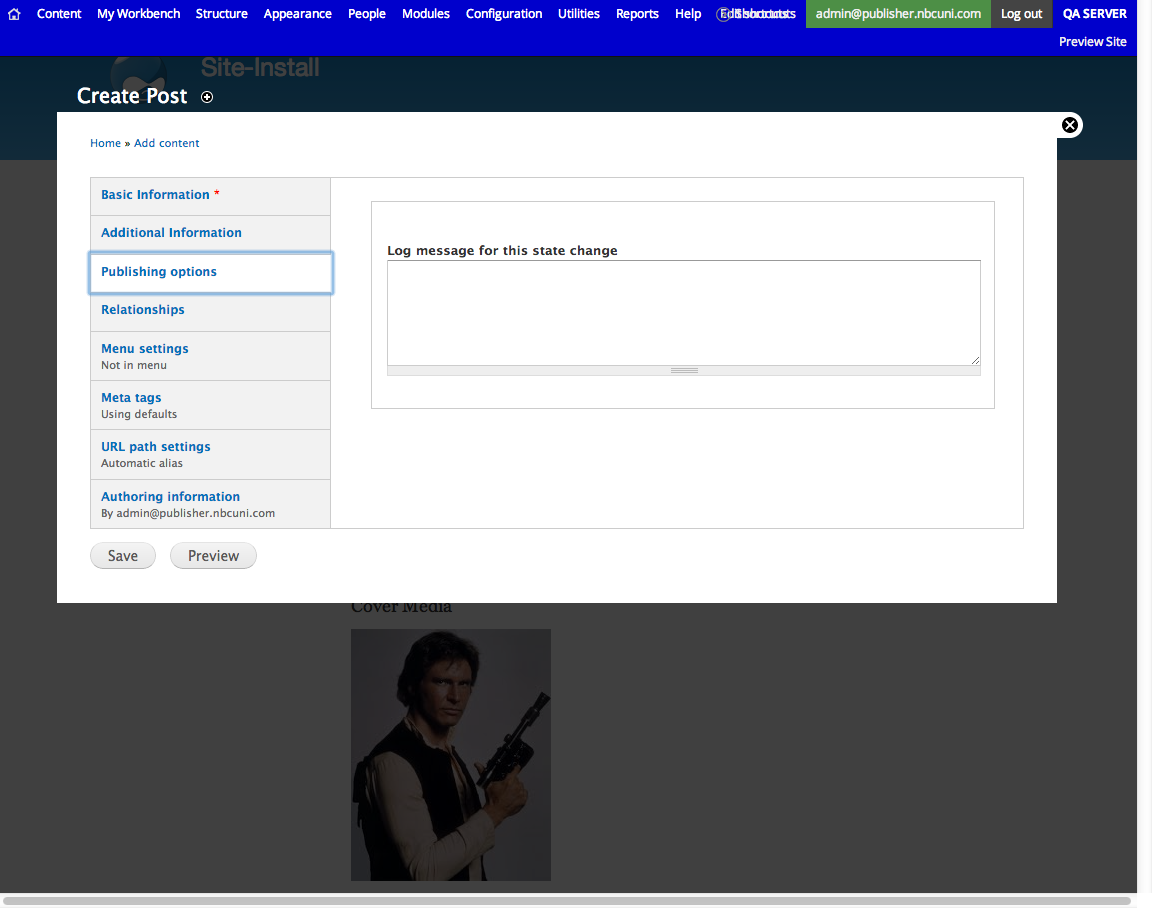 Content My Workbench Structure Appearance People Modules Configuration Utilities Reports Help admin@publisher.nbcuni.com Log out QA SERVER
Preview Site
Site-Install
Create Post
Home » Add content
Basic Information *
Additional Information
Publishing options
Relationships
Menu settings
Not in menu
Meta tags
Using defaults
URL path settings
Automatic alias
Authoring information
By admin@publisher.nbcuni.com
Log message for this state change
Save Preview
Cover Media